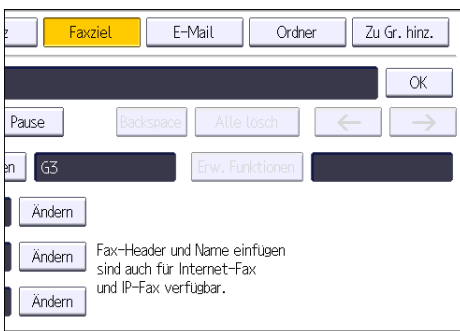 Faxziel E-Mail Ordner Zu Gr. hinz.
OK
Pause Backspace Alle lösch ← →
en G3 Erw. Funktionen
Ändern
Ändern Fax-Header und Name einfügen
sind auch für Internet-Fax
und IP-Fax verfügbar.
Ändern